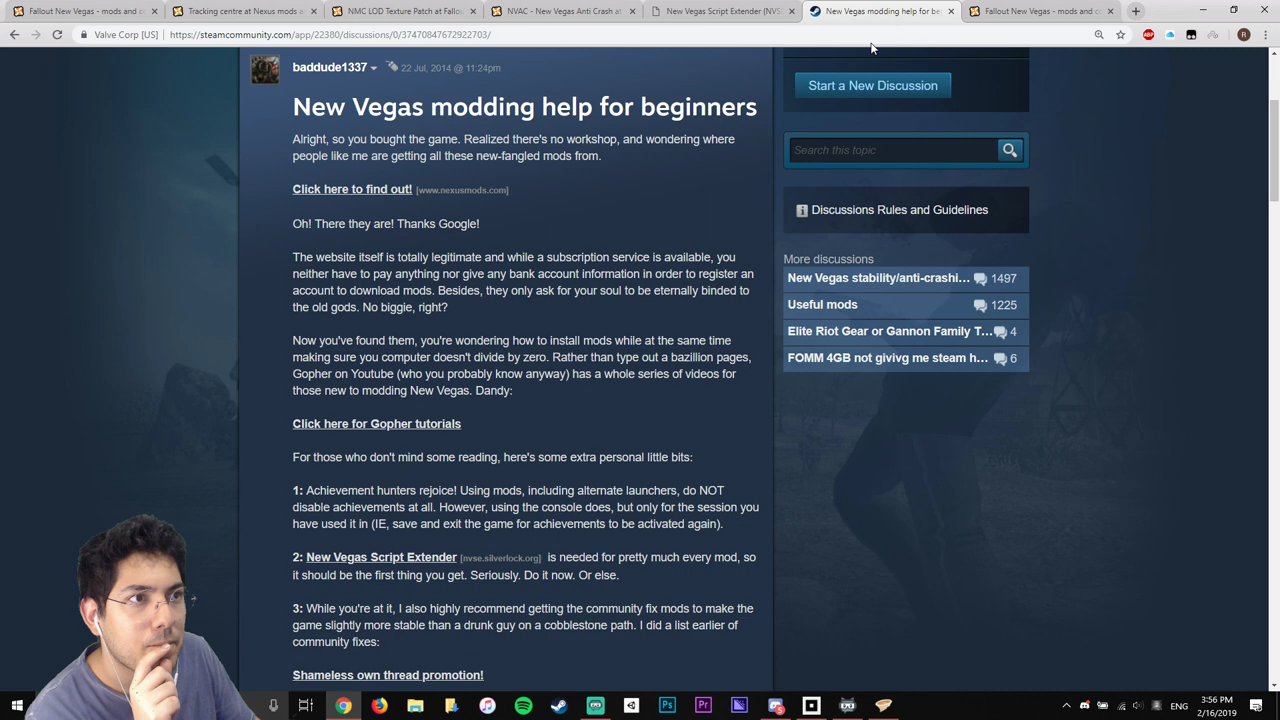 Fallout New Vegas - mods and co
Tracking centre at Nexus mods a
NMC LOD Texture Patch at Fallou
NVAC - New Vegas Anti Crash at
New Vegas Script Extender (NVS
New Vegas modding help for be
Fallout New Vegas - mods and co
Valve Corp [US] | https://steamcommunity.com/app/22380/discussions/0/37470847672922703/
baddude1337 22 Jul, 2014 @ 11:24pm
New Vegas modding help for beginners
Alright, so you bought the game. Realized there's no workshop, and wondering where
people like me are getting all these new-fangled mods from.
Click here to find out! [www.nexusmods.com]
Oh! There they are! Thanks Google!
The website itself is totally legitimate and while a subscription service is available, you
neither have to pay anything nor give any bank account information in order to register an
account to download mods. Besides, they only ask for your soul to be eternally binded to
the old gods. No biggie, right?
Now you've found them, you're wondering how to install mods while at the same time
making sure you computer doesn't divide by zero. Rather than type out a bazillion pages,
Gopher on Youtube (who you probably know anyway) has a whole series of videos for
those new to modding New Vegas. Dandy:
Click here for Gopher tutorials
For those who don't mind some reading, here's some extra personal little bits:
1: Achievement hunters rejoice! Using mods, including alternate launchers, do NOT
disable achievements at all. However, using the console does, but only for the session you
have used it in (IE, save and exit the game for achievements to be activated again).
2: New Vegas Script Extender [nvse.silverlock.org] is needed for pretty much every mod, so
it should be the first thing you get. Seriously. Do it now. Or else.
3: While you're at it, I also highly recommend getting the community fix mods to make the
game slightly more stable than a drunk guy on a cobblestone path. I did a list earlier of
community fixes:
Shameless own thread promotion!
Start a New Discussion
Search this topic
Discussions Rules and Guidelines
More discussions
New Vegas stability/anti-crashi... 1497
Useful mods 1225
Elite Riot Gear or Gannon Family T... 4
FOMM 4GB not givivg me steam h... 6
ABP
R
Ps
Pr
5
ENG
3:56 PM
2/16/2019